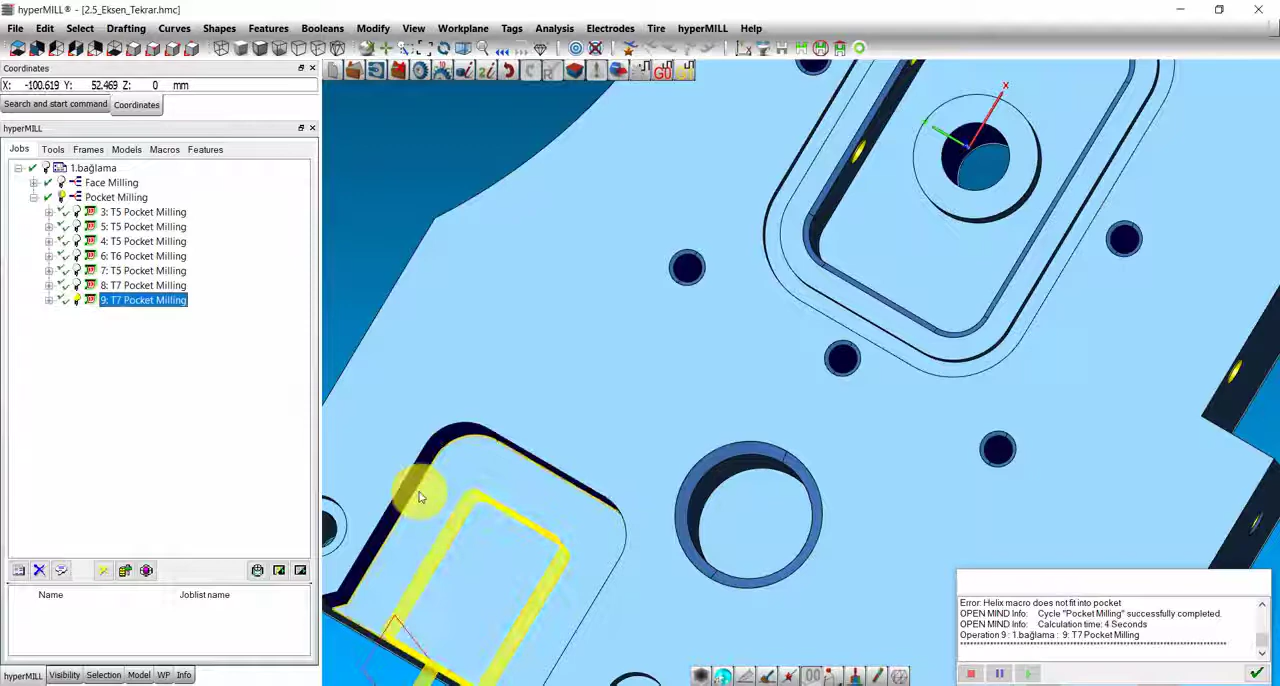 hyperMILL® - [2.5_Eksen_Tekrar.hmc]
File Edit Select Drafting Curves Shapes Features Booleans Modify View Workplane Tags Analysis Electrodes Tire hyperMILL Help
Coordinates
X: -100.619 Y: 52.469 Z: 0 mm
Search and start command Coordinates
hyperMILL
Jobs Tools Frames Models Macros Features
1.bağlama
Face Milling
Pocket Milling
3: T5 Pocket Milling
5: T5 Pocket Milling
4: T5 Pocket Milling
6: T6 Pocket Milling
7: T5 Pocket Milling
8: T7 Pocket Milling
9: T7 Pocket Milling
Name Joblist name
hyperMILL Visibility Selection Model WP Info
G0
X
Error: Helix macro does not fit into pocket
OPEN MIND Info: Cycle "Pocket Milling" successfully completed.
OPEN MIND Info: Calculation time: 4 Seconds
Operation 9 : 1.bağlama : 9: T7 Pocket Milling